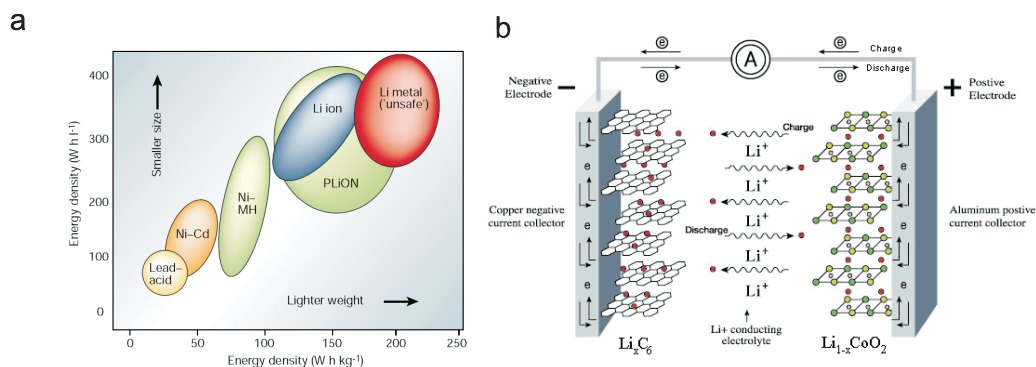 a
Energy density (W h l-1)
400
300
200
100
0
Smaller size
Lead–
acid
Ni–Cd
Ni–
MH
Li ion
PLiON
Li metal
('unsafe')
Lighter weight
0
50
100
150
200
250
Energy density (W h kg-1)
b
e
e
A
e
Charge
Discharge
e
Negative
Electrode
−
+
Postive
Electrode
Charge
Li+
Li+
Li+
Discharge
Li+
Li+
Li+
e
e
e
e
Copper negative
current collector
Aluminum postive
current collector
Li+ conducting
electrolyte
LixC6
Li1-xCoO2